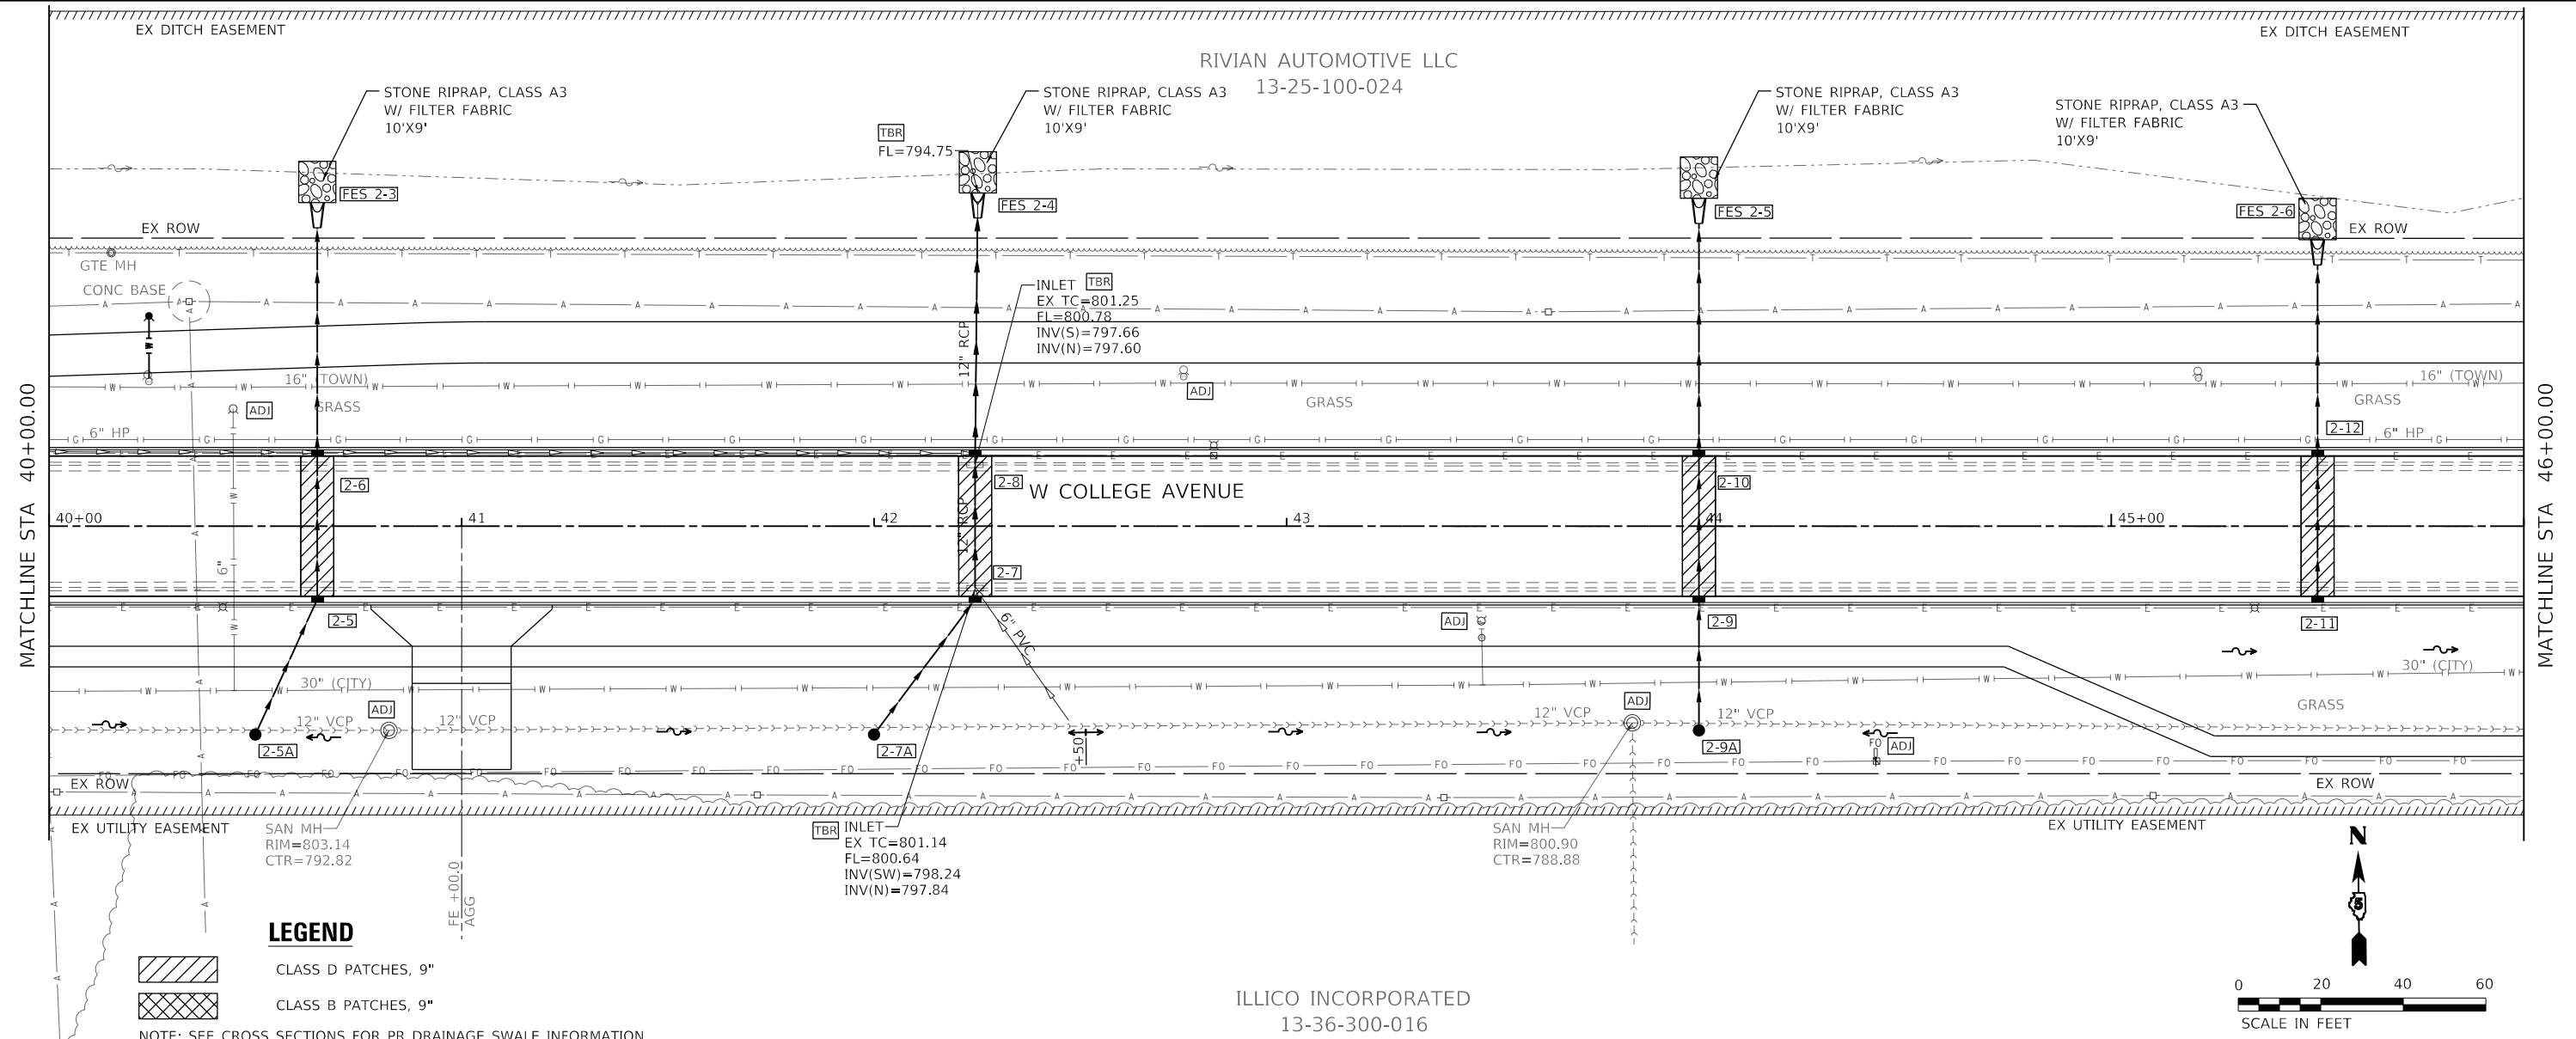 EX DITCH EASEMENT
EX DITCH EASEMENT
RIVIAN AUTOMOTIVE LLC
13-25-100-024
STONE RIPRAP, CLASS A3
W/ FILTER FABRIC
10'X9'
STONE RIPRAP, CLASS A3
W/ FILTER FABRIC
10'X9'
STONE RIPRAP, CLASS A3
W/ FILTER FABRIC
10'X9'
STONE RIPRAP, CLASS A3
W/ FILTER FABRIC
10'X9'
TBR
FL=794.75
FES 2-3
FES 2-4
FES 2-5
FES 2-6
EX ROW
EX ROW
GTE MH
CONC BASE
INLET TBR
EX TC=801.25
FL=800.78
INV(S)=797.66
INV(N)=797.60
12" RCP
16" (TOWN)
16" (TOWN)
ADJ
GRASS
ADJ
GRASS
GRASS
6" HP
2-12
6" HP
MATCHLINE STA 40+00.00
MATCHLINE STA 46+00.00
2-6
2-8
W COLLEGE AVENUE
2-10
40+00
41
42
43
44
45+00
12" RCP
6"
2-7
2-5
6" PVC
ADJ
2-9
2-11
30" (CITY)
30" (CITY)
GRASS
12" VCP
ADJ
12" VCP
12" VCP
ADJ
12" VCP
2-5A
2-7A
+50
2-9A
FO
ADJ
EX ROW
EX ROW
EX UTILITY EASEMENT
EX UTILITY EASEMENT
SAN MH
RIM=803.14
CTR=792.82
TBR INLET
EX TC=801.14
FL=800.64
INV(SW)=798.24
INV(N)=797.84
SAN MH
RIM=800.90
CTR=788.88
FE +00.0
AGG
N
5
LEGEND
CLASS D PATCHES, 9"
CLASS B PATCHES, 9"
NOTE: SEE CROSS SECTIONS FOR PR DRAINAGE SWALE INFORMATION
ILLICO INCORPORATED
13-36-300-016
0 20 40 60
SCALE IN FEET